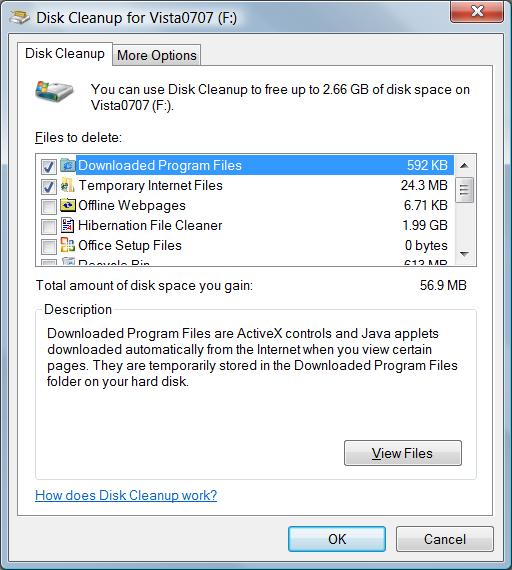 Disk Cleanup for Vista0707 (F:)
Disk Cleanup
More Options
You can use Disk Cleanup to free up to 2.66 GB of disk space on
Vista0707 (F:).
Files to delete:
Downloaded Program Files 592 KB
Temporary Internet Files 24.3 MB
Offline Webpages 6.71 KB
Hibernation File Cleaner 1.99 GB
Office Setup Files 0 bytes
Recycle Bin 613 MB
Total amount of disk space you gain: 56.9 MB
Description
Downloaded Program Files are ActiveX controls and Java applets
downloaded automatically from the Internet when you view certain
pages. They are temporarily stored in the Downloaded Program Files
folder on your hard disk.
View Files
How does Disk Cleanup work?
OK
Cancel